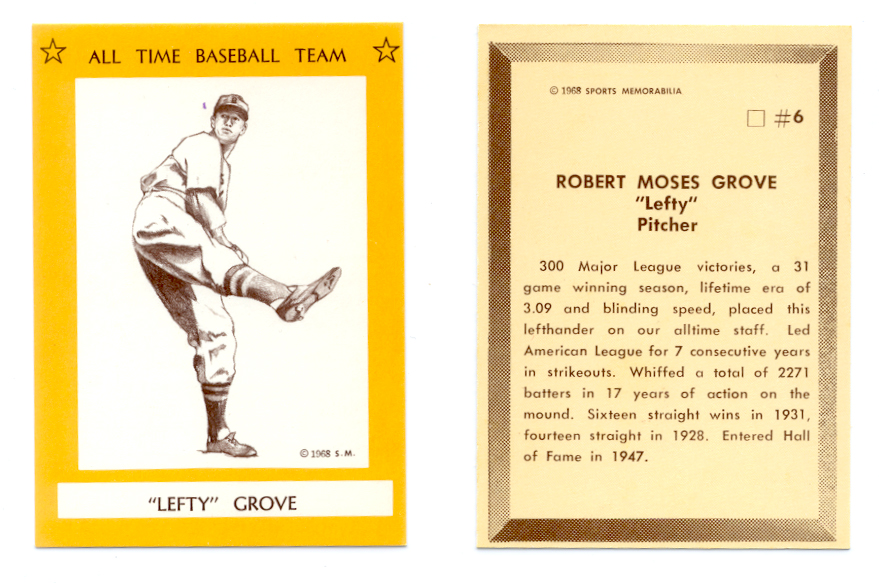 ALL TIME BASEBALL TEAM
© 1968 S.M.
"LEFTY" GROVE
© 1968 SPORTS MEMORABILIA
#6
ROBERT MOSES GROVE
"Lefty"
Pitcher
300 Major League victories, a 31
game winning season, lifetime era of
3.09 and blinding speed, placed this
lefthander on our alltime staff. Led
American League for 7 consecutive years
in strikeouts. Whiffed a total of 2271
batters in 17 years of action on the
mound. Sixteen straight wins in 1931,
fourteen straight in 1928. Entered Hall
of Fame in 1947.